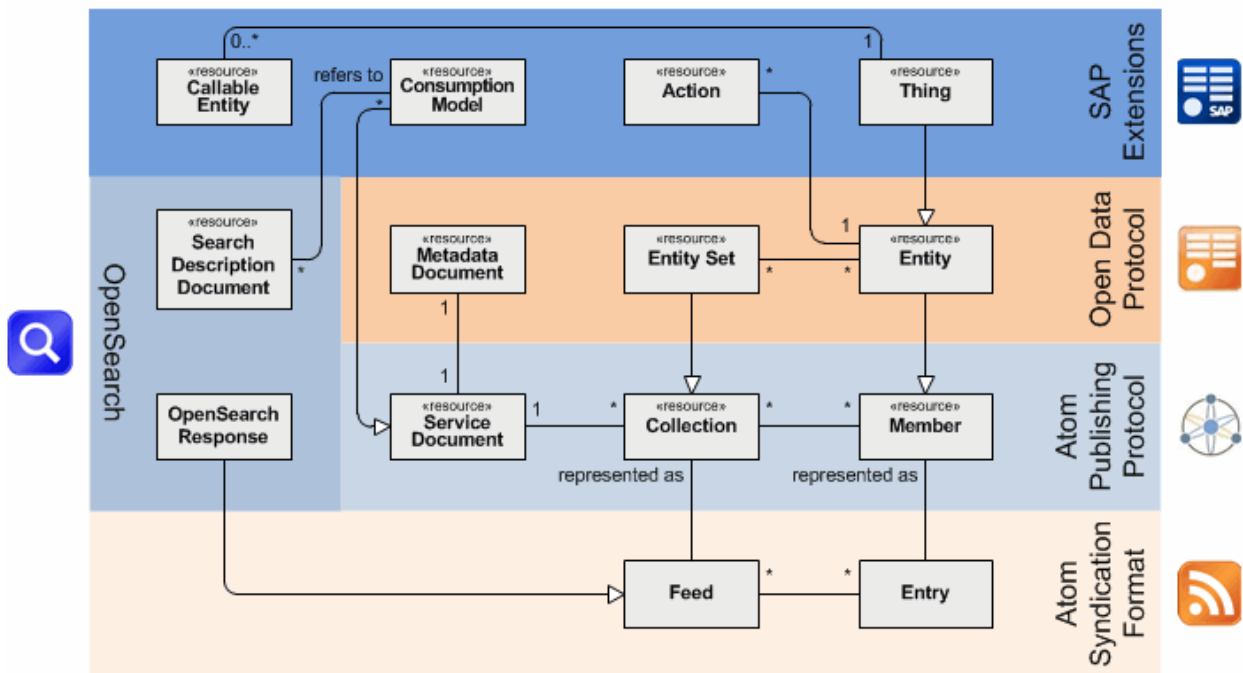 0..*
1
«resource»
Callable
Entity
refers to
*
«resource»
Consumption
Model
«resource»
Action
*
«resource»
Thing
SAP
Extensions
SAP
«resource»
Search
Description
Document
*
«resource»
Metadata
Document
1
«resource»
Entity Set
*
*
1
«resource»
Entity
Open Data
Protocol
OpenSearch
OpenSearch
Response
1
«resource»
Service
Document
1
*
«resource»
Collection
*
*
«resource»
Member
represented as
represented as
Atom
Publishing
Protocol
Feed
*
*
Entry
Atom
Syndication
Format